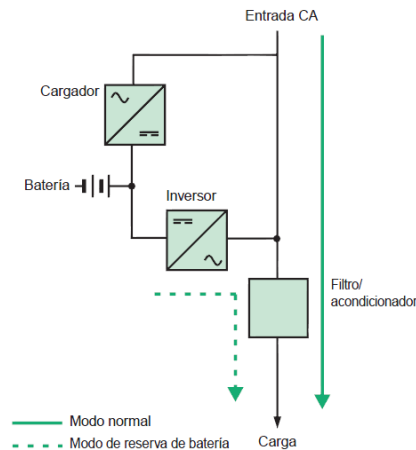 Entrada CA
Cargador
Batería
Inversor
Filtro/
acondicionador
Modo normal
Modo de reserva de batería
Carga